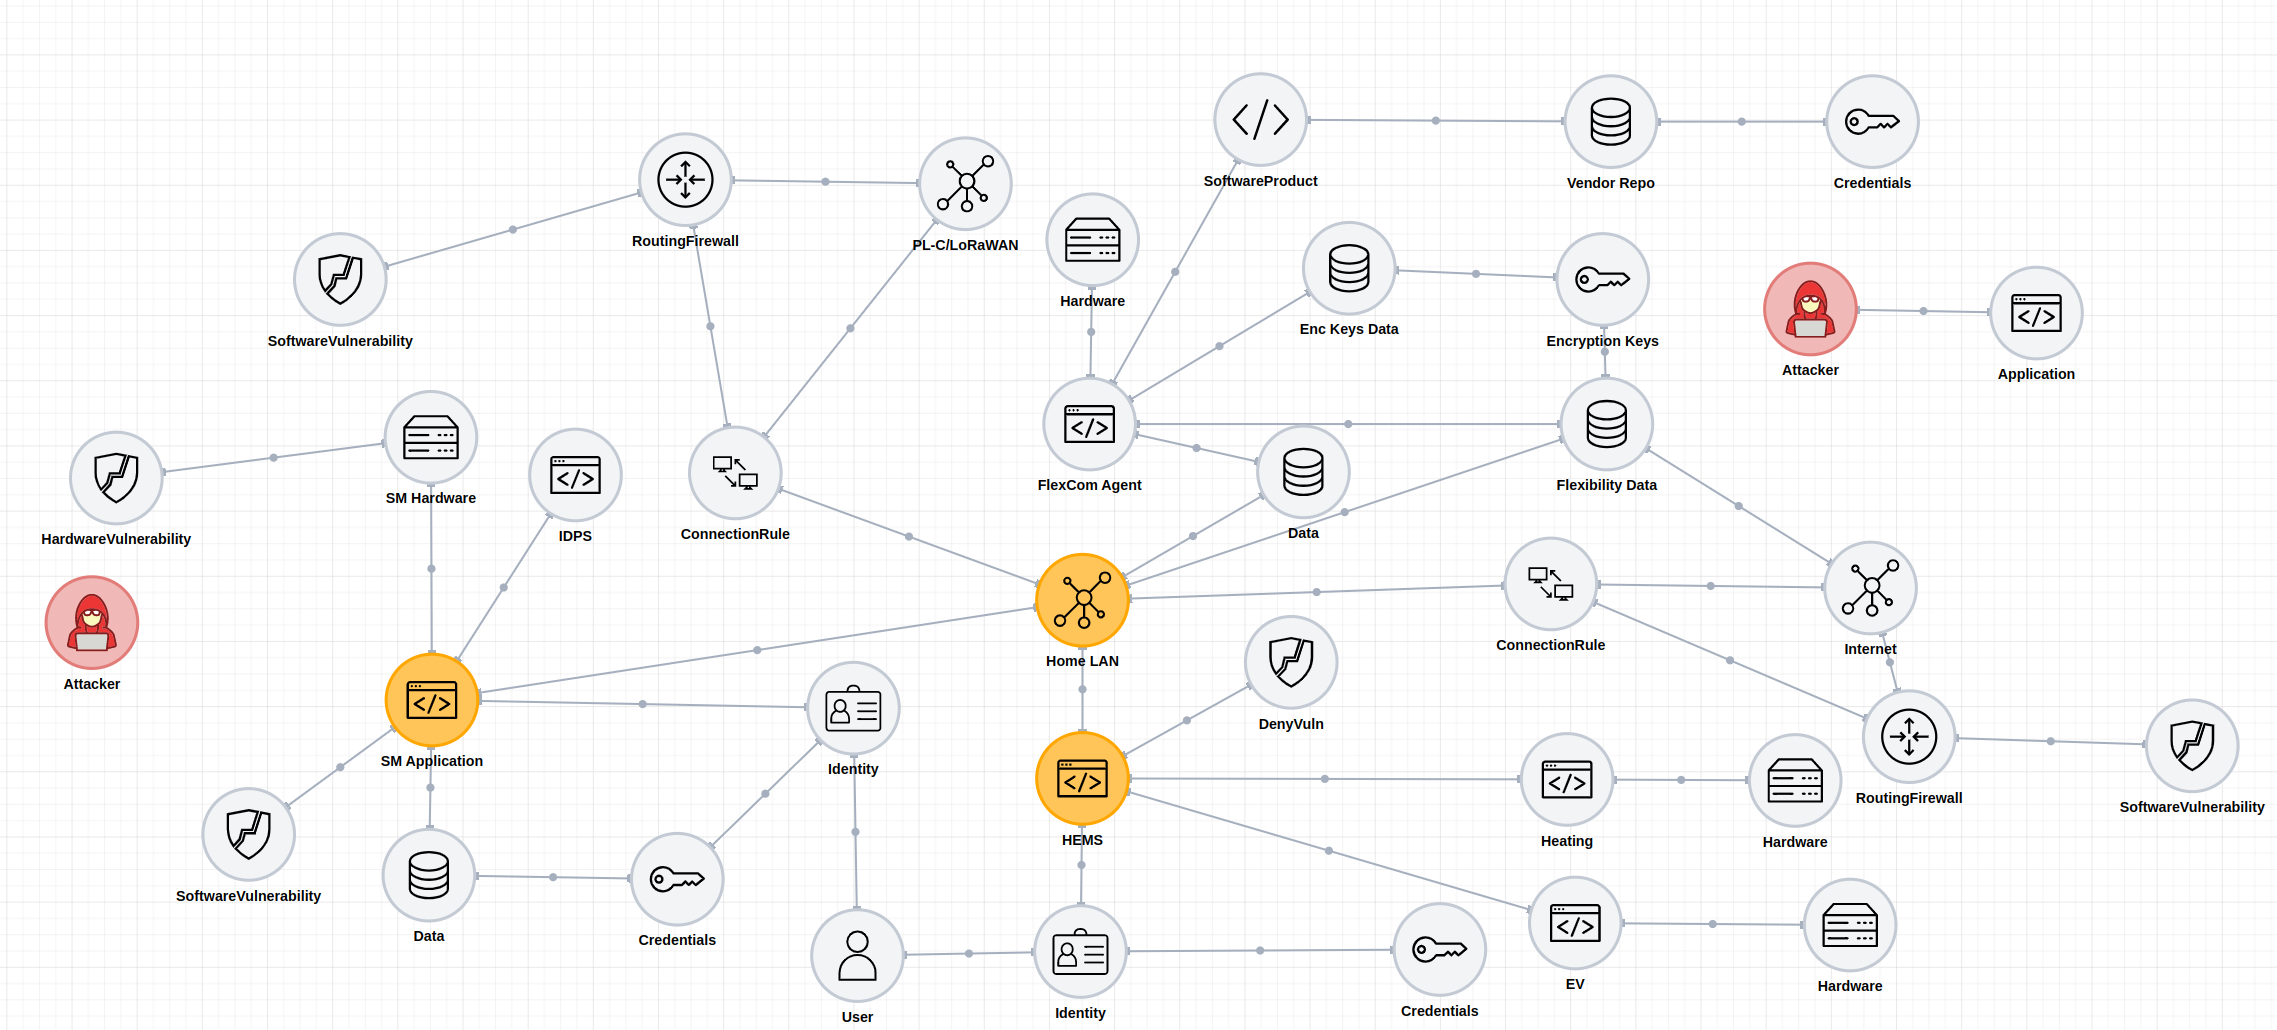 SoftwareProduct
Vendor Repo
Credentials
RoutingFirewall
PL-C/LoRaWAN
Hardware
SoftwareVulnerability
Enc Keys Data
Encryption Keys
Attacker
Application
SM Hardware
HardwareVulnerability
IDPS
ConnectionRule
FlexCom Agent
Data
Flexibility Data
Attacker
Home LAN
ConnectionRule
Internet
SM Application
Identity
DenyVuln
HEMS
Heating
Hardware
RoutingFirewall
SoftwareVulnerability
SoftwareVulnerability
Data
Credentials
User
Identity
Credentials
EV
Hardware